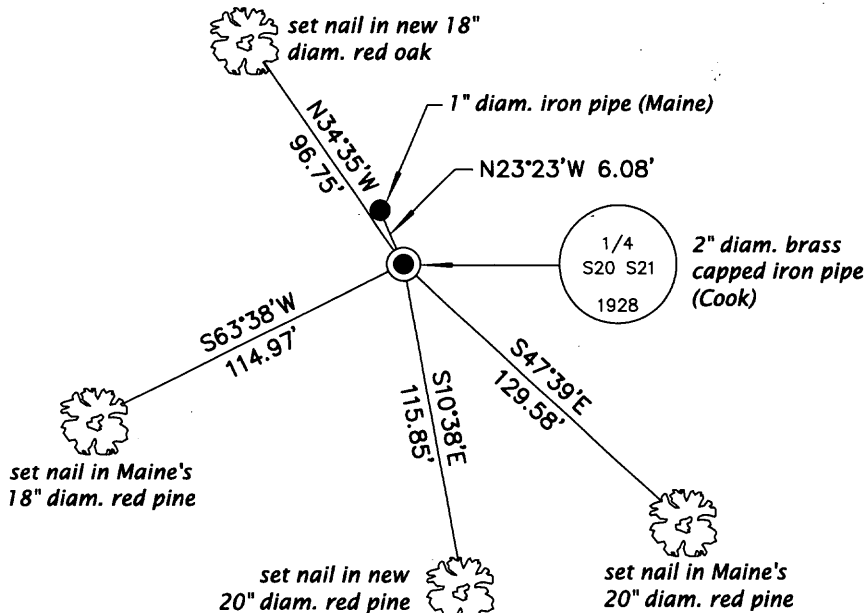 set nail in new 18"
diam. red oak
1" diam. iron pipe (Maine)
N34°35'W
96.75'
N23°23'W 6.08'
1/4
S20 S21
1928
2" diam. brass
capped iron pipe
(Cook)
S63°38'W
114.97'
S10°38'E
115.85'
S47°39'E
129.58'
set nail in Maine's
18" diam. red pine
set nail in new
20" diam. red pine
set nail in Maine's
20" diam. red pine